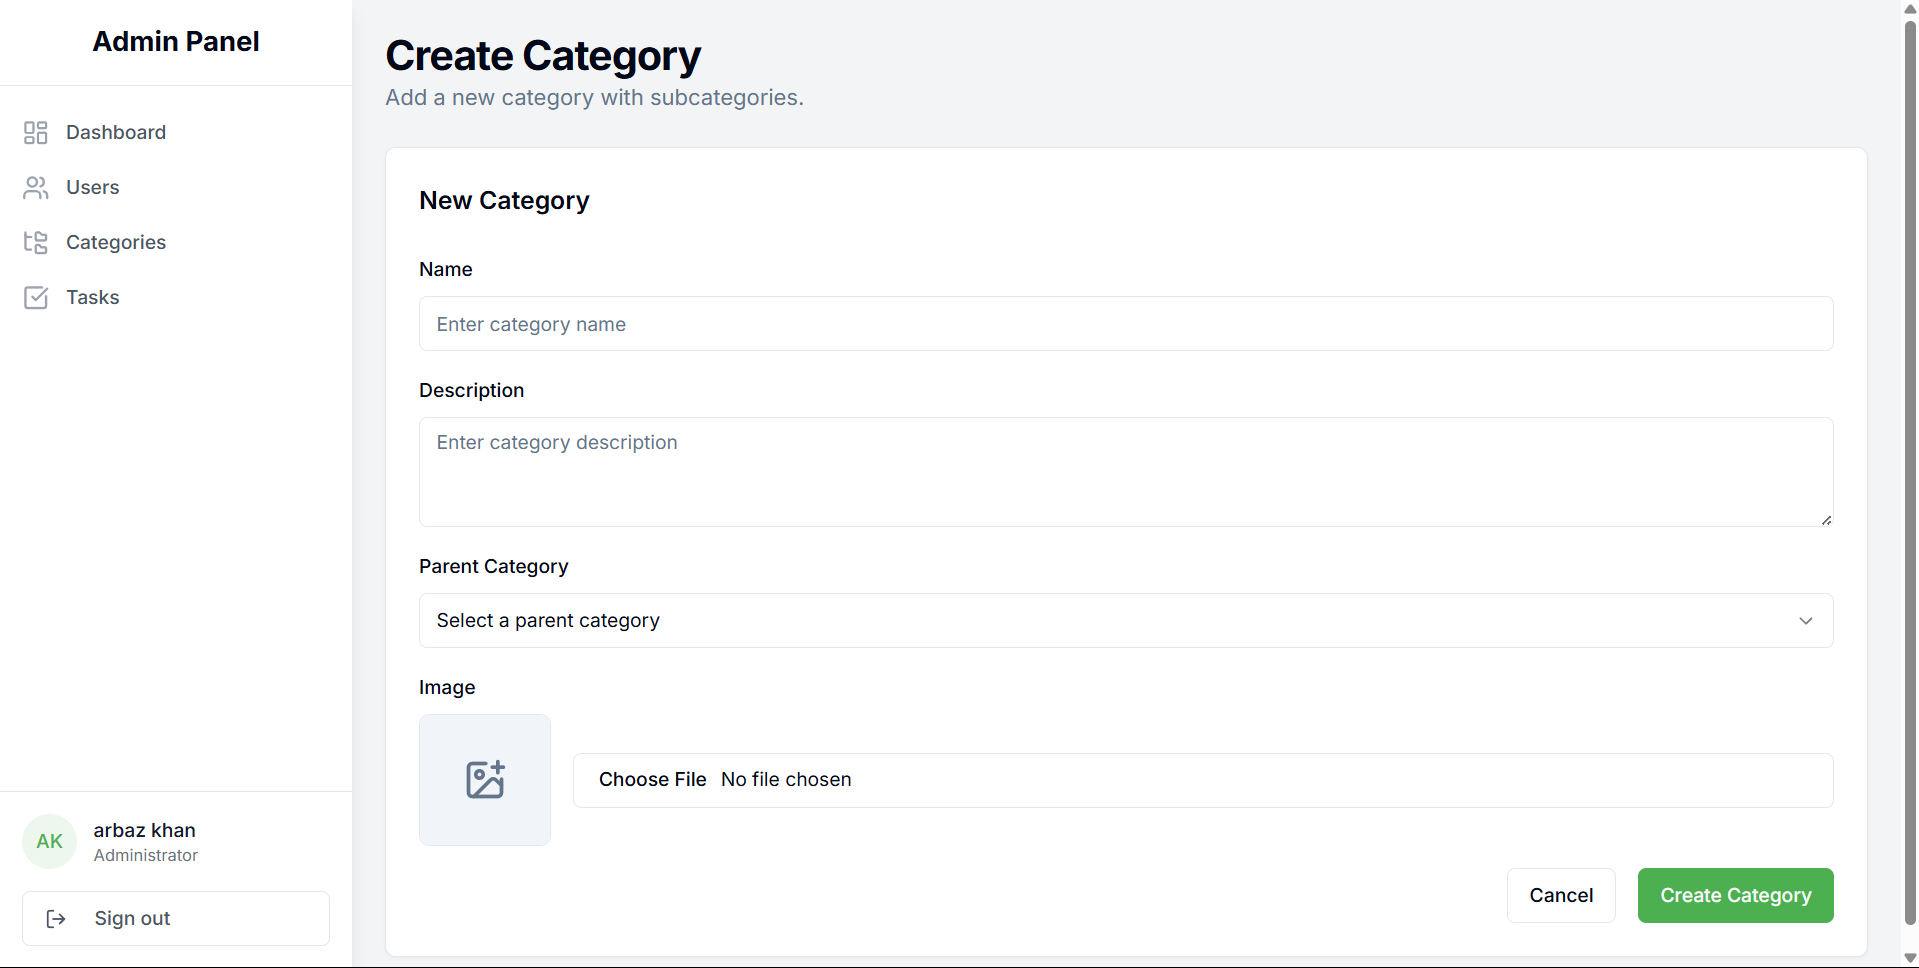 Admin Panel
Dashboard
Users
Categories
Tasks
AK
arbaz khan
Administrator
Sign out
Create Category
Add a new category with subcategories.
New Category
Name
Enter category name
Description
Enter category description
Parent Category
Select a parent category
Image
Choose File No file chosen
Cancel
Create Category